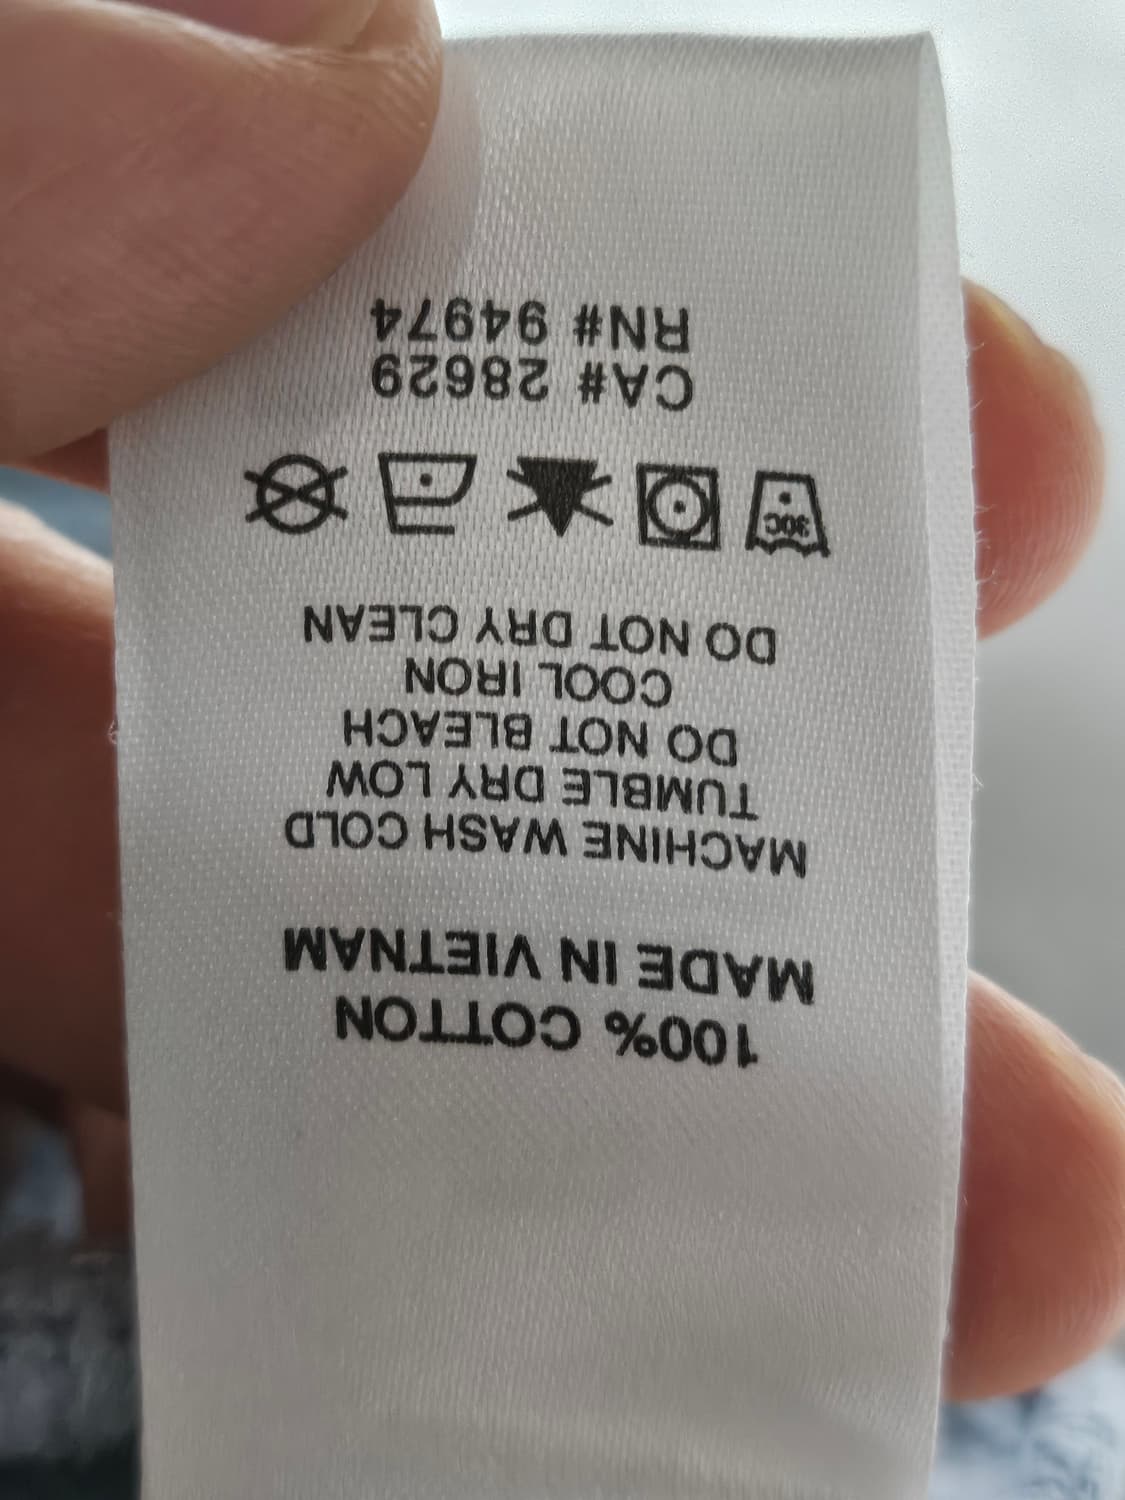 100% COTTON
MADE IN VIETNAM
MACHINE WASH COLD
TUMBLE DRY LOW
DO NOT BLEACH
COOL IRON
DO NOT DRY CLEAN
30C
CA# 28629
RN# 94974